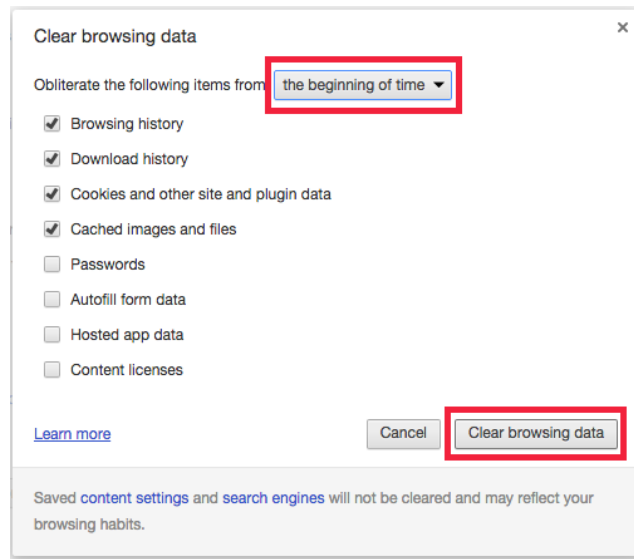 Clear browsing data
×
Obliterate the following items from the beginning of time
Browsing history
Download history
Cookies and other site and plugin data
Cached images and files
Passwords
Autofill form data
Hosted app data
Content licenses
Learn more Cancel Clear browsing data
Saved content settings and search engines will not be cleared and may reflect your
browsing habits.